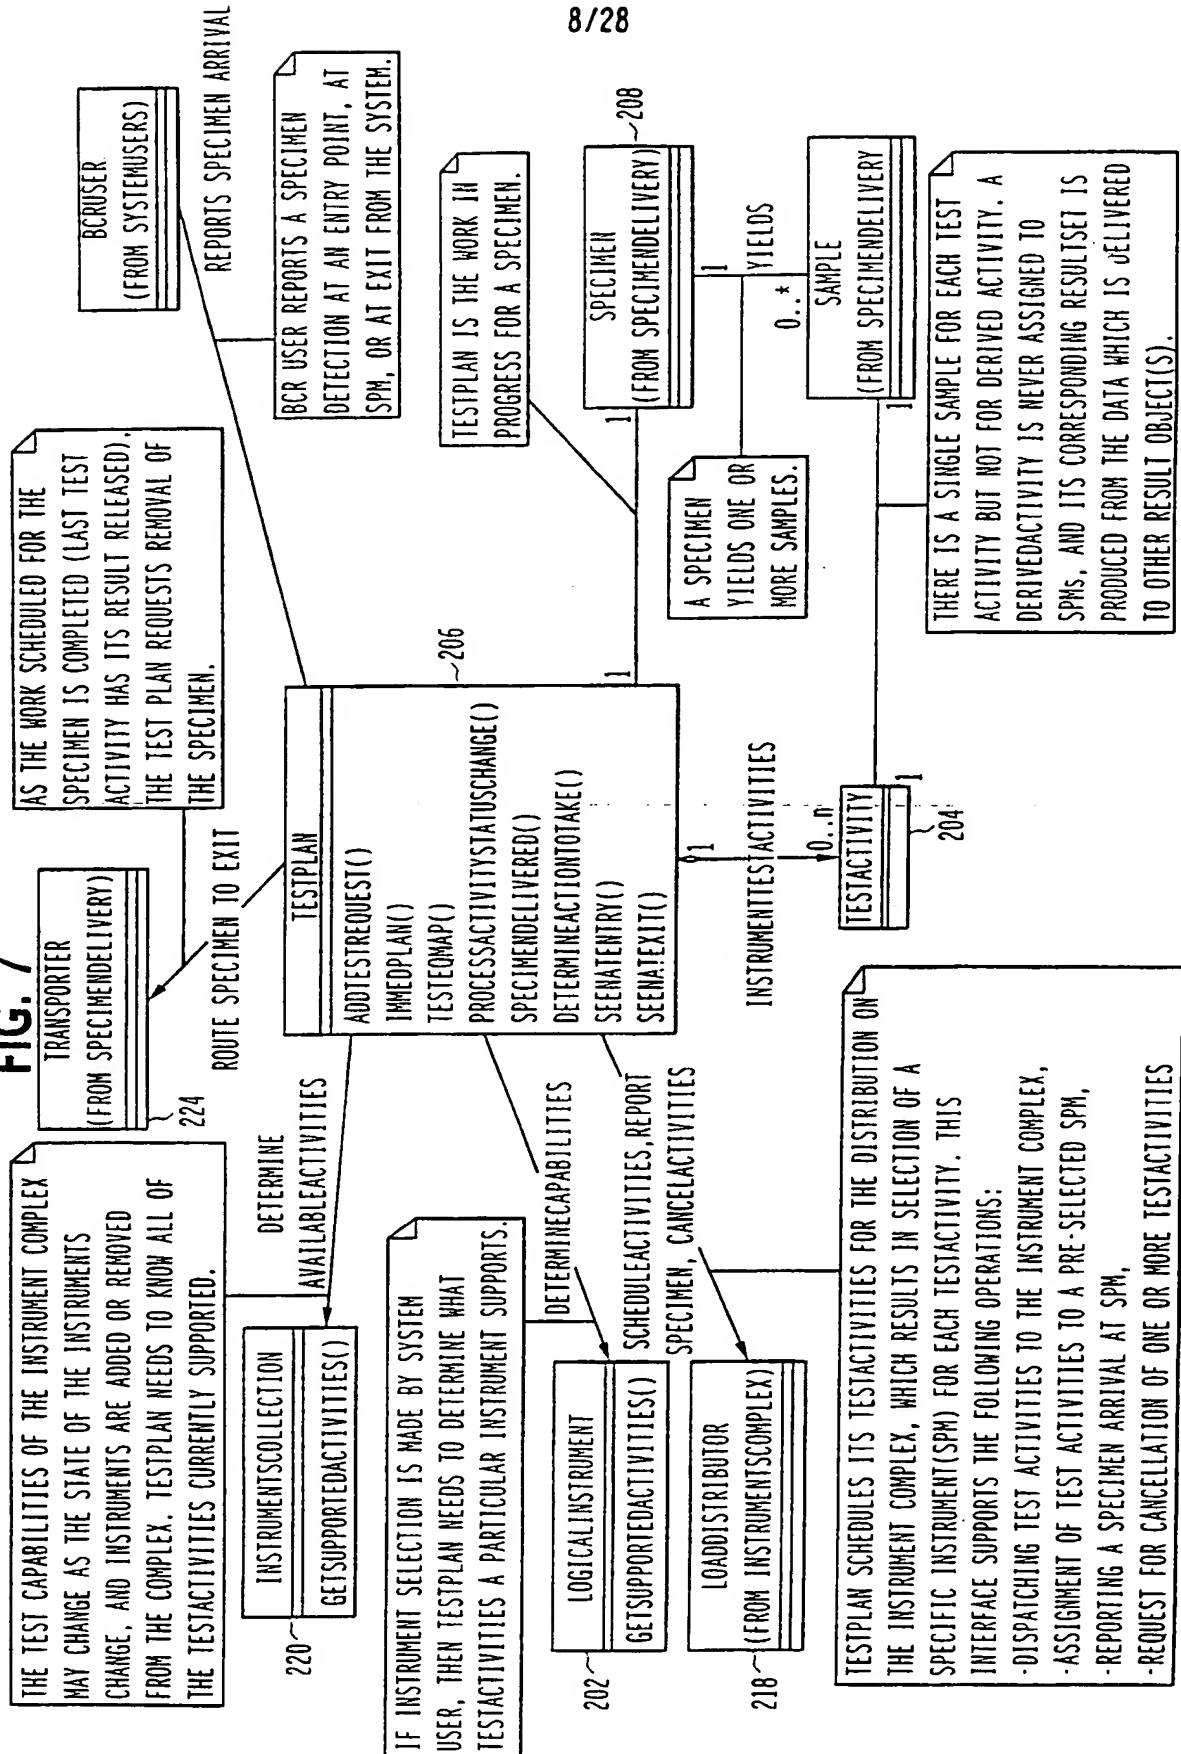 8/28
FIG. 7
THE TEST CAPABILITIES OF THE INSTRUMENT COMPLEX
MAY CHANGE AS THE STATE OF THE INSTRUMENTS
CHANGE, AND INSTRUMENTS ARE ADDED OR REMOVED
FROM THE COMPLEX. TESTPLAN NEEDS TO KNOW ALL OF
THE TESTACTIVITIES CURENTLY SUPPORTED.
TRANSPORTER
(FROM SPECIMENDELIVERY)
224
AS THE WORK SCHEDULED FOR THE
SPECIMEN IS COMPLETED (LAST TEST
ACTIVITY HAS ITS RESULT RELEASED),
THE TEST PLAN REQUESTS REMOVAL OF
THE SPECIMEN.
BCRUSER
(FROM SYSTEMUSERS)
REPORTS SPECIMEN ARRIVAL
BCR USER REPORTS A SPECIMEN
DETECTION AT AN ENTRY POINT, AT
SPM, OR AT EXIT FROM THE SYSTEM.
ROUTE SPECIMEN TO EXIT
DETERMINE
AVAILABLEACTIVITIES
INSTRUMENTSCOLLECTION
GETSUPPORTEDACTIVITIES()
220
TESTPLAN
ADDTESTREQUEST()
IMMEDPLAN()
TESTEQMAP()
PROCESSACTIVITYSTATUSCHANGE()
SPECIMENDELIVERED()
DETERMINEACTIONTOTAKE()
SEENATENTRY()
SEENATEXIT()
206
TESTPLAN IS THE WORK IN
PROGRESS FOR A SPECIMEN.
IF INSTRUMENT SELECTION IS MADE BY SYSTEM
USER, THEN TESTPLAN NEEDS TO DETERMINE WHAT
TESTACTIVITIES A PARTICULAR INSTRUMENT SUPPORTS.
DETERMINECAPABILITIES
LOGICALINSTRUMENT
GETSUPPORTEDACTIVITIES()
202
1
1
SPECIMEN
(FROM SPECIMENDELIVERY)
208
A SPECIMEN
YIELDS ONE OR
MORE SAMPLES.
1
YIELDS
0..*
SCHEDULEACTIVITIES,REPORT
SPECIMEN, CANCELACTIVITIES
LOADDISTRIBUTOR
(FROM INSTRUMENTSCOMPLEX)
218
1
INSTRUMENTTESTACTIVITIES
0..n
TESTACTIVITY
204
1
1
SAMPLE
(FROM SPECIMENDELIVERY
TESTPLAN SCHEDULES ITS TESTACTIVITIES FOR THE DISTRIBUTION ON
THE INSTRUMENT COMPLEX, WHICH RESULTS IN SELECTION OF A
SPECIFIC INSTRUMENT(SPM) FOR EACH TESTACTIVITY. THIS
INTERFACE SUPPORTS THE FOLLOWING OPERATIONS:
-DISPATCHING TEST ACTIVITIES TO THE INSTRUMENT COMPLEX,
-ASSIGNMENT OF TEST ACTIVITIES TO A PRE-SELECTED SPM,
-REPORTING A SPECIMEN ARRIVAL AT SPM,
-REQUEST FOR CANCELLATION OF ONE OR MORE TESTACTIVITIES
THERE IS A SINGLE SAMPLE FOR EACH TEST
ACTIVITY BUT NOT FOR DERIVED ACTIVITY. A
DERIVEDACTIVITY IS NEVER ASSIGNED TO
SPMs, AND ITS CORRESPONDING RESULTSET IS
PRODUCED FROM THE DATA WHICH IS DELIVERED
TO OTHER RESULT OBJECT(S).